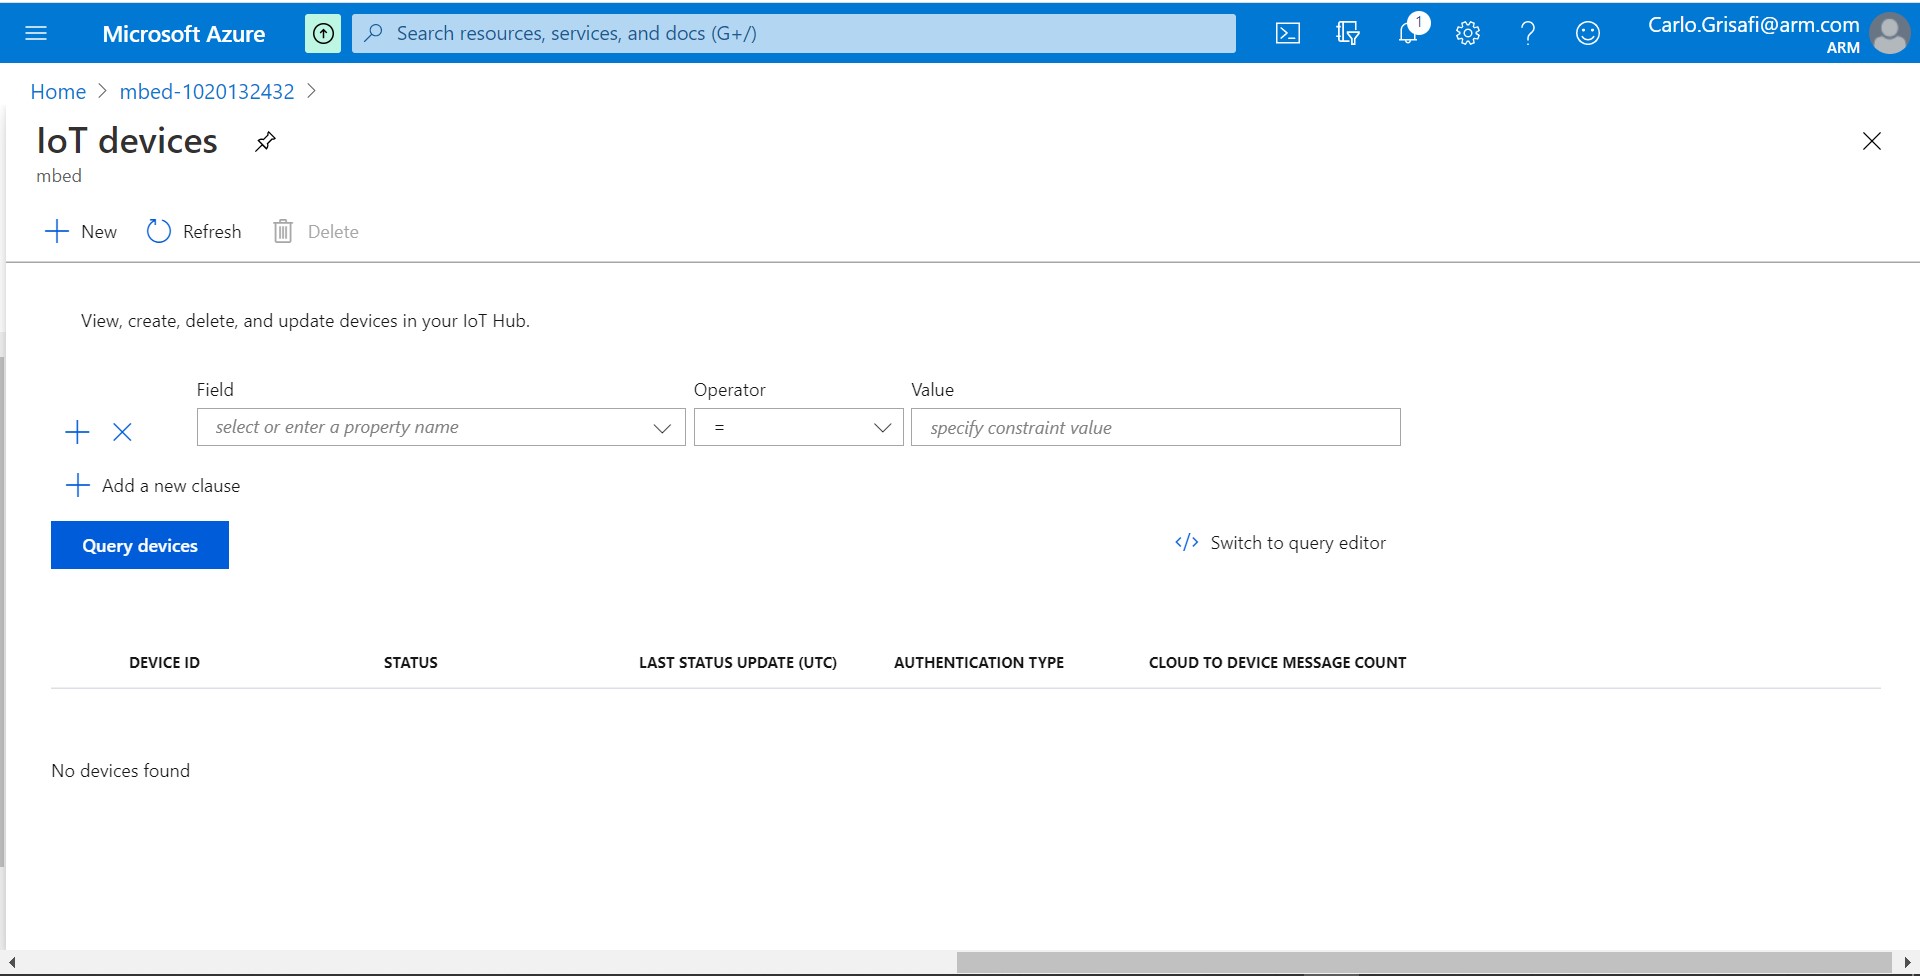 Microsoft Azure
Search resources, services, and docs (G+/)
1
Carlo.Grisafi@arm.com
ARM
Home > mbed-1020132432 >
IoT devices
mbed
New
Refresh
Delete
View, create, delete, and update devices in your IoT Hub.
Field Operator Value
select or enter a property name = specify constraint value
Add a new clause
Query devices
</> Switch to query editor
DEVICE ID STATUS LAST STATUS UPDATE (UTC) AUTHENTICATION TYPE CLOUD TO DEVICE MESSAGE COUNT
No devices found